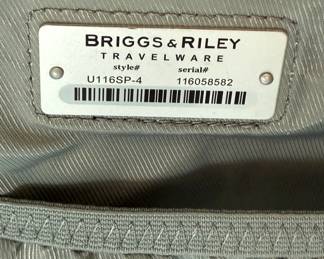 BRIGGS & RILEY
TRAVELWARE
style# serial#
U116SP-4 116058582